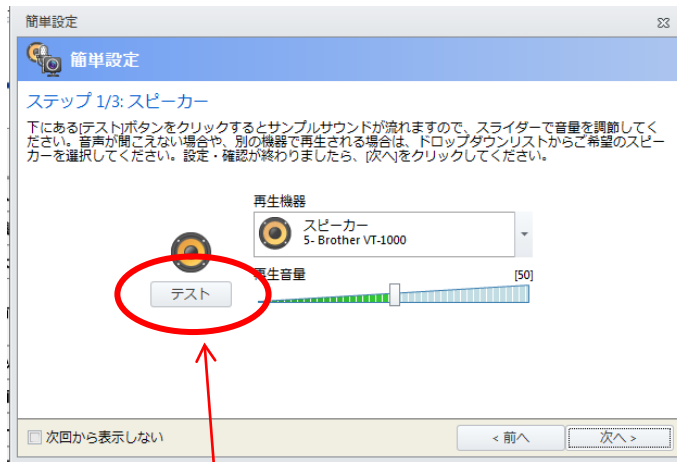 簡単設定
簡単設定
ステップ 1/3: スピーカー
下にある[テスト]ボタンをクリックするとサンプルサウンドが流れますので、スライダーで音量を調節してく
ださい。音声が聞こえない場合や、別の機器で再生される場合は、ドロップダウンリストからご希望のスピー
カーを選択してください。設定・確認が終わりましたら、[次へ]をクリックしてください。
再生機器
スピーカー
5- Brother VT-1000
再生音量 [50]
テスト
次回から表示しない
< 前へ 次へ >